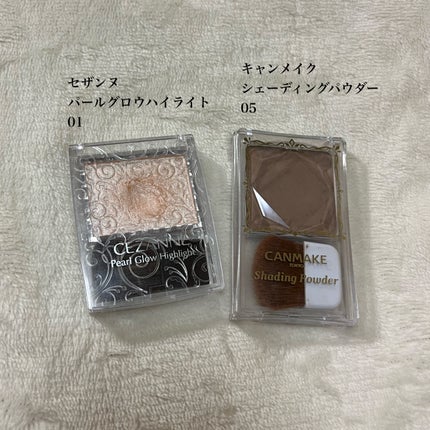 セザンヌ
パールグロウハイライト
01
キャンメイク
シェーディングパウダー
05
CEZANNE
Pearl Glow Highlight
CANMAKE
TOKYO
Shading Powder